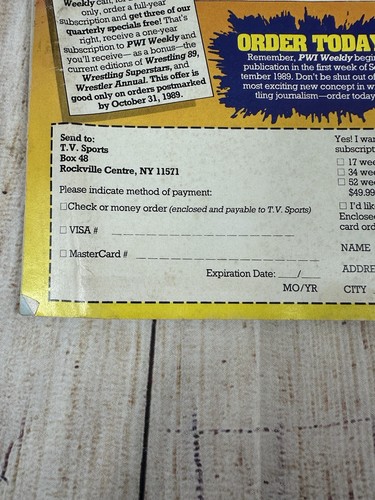 Weekly can, fo
only, order a full-year
subscription and get three of our
Quarterly specials free! That's
right, receive a one-year
subscription to PWI Weekly and
you'll receive—as a bonus—the
current editions of Wrestling 89,
Wrestling Superstars, and
Wrestler Annual. This offer is
good only on orders postmarked
by October 31, 1989.
ORDER TODAY
Remember, PWI Weekly begi
publication in the first week of Se
tember 1989. Don't be shut out of
most exciting new concept in w
tling journalism—order today
Send to:
T.V. Sports
Box 48
Rockville Centre, NY 11571
Please indicate method of payment:
☐Check or money order (enclosed and payable to T.V. Sports)
☐ VISA #
☐ MasterCard #
Expiration Date: ___/___
MO/YR
Yes! I wan
subscript
☐ 17 wee
☐ 34 wee
☐ 52 wee
$49.99
☐ I'd lik
Enclose
card ord
NAME
ADDRE
CITY